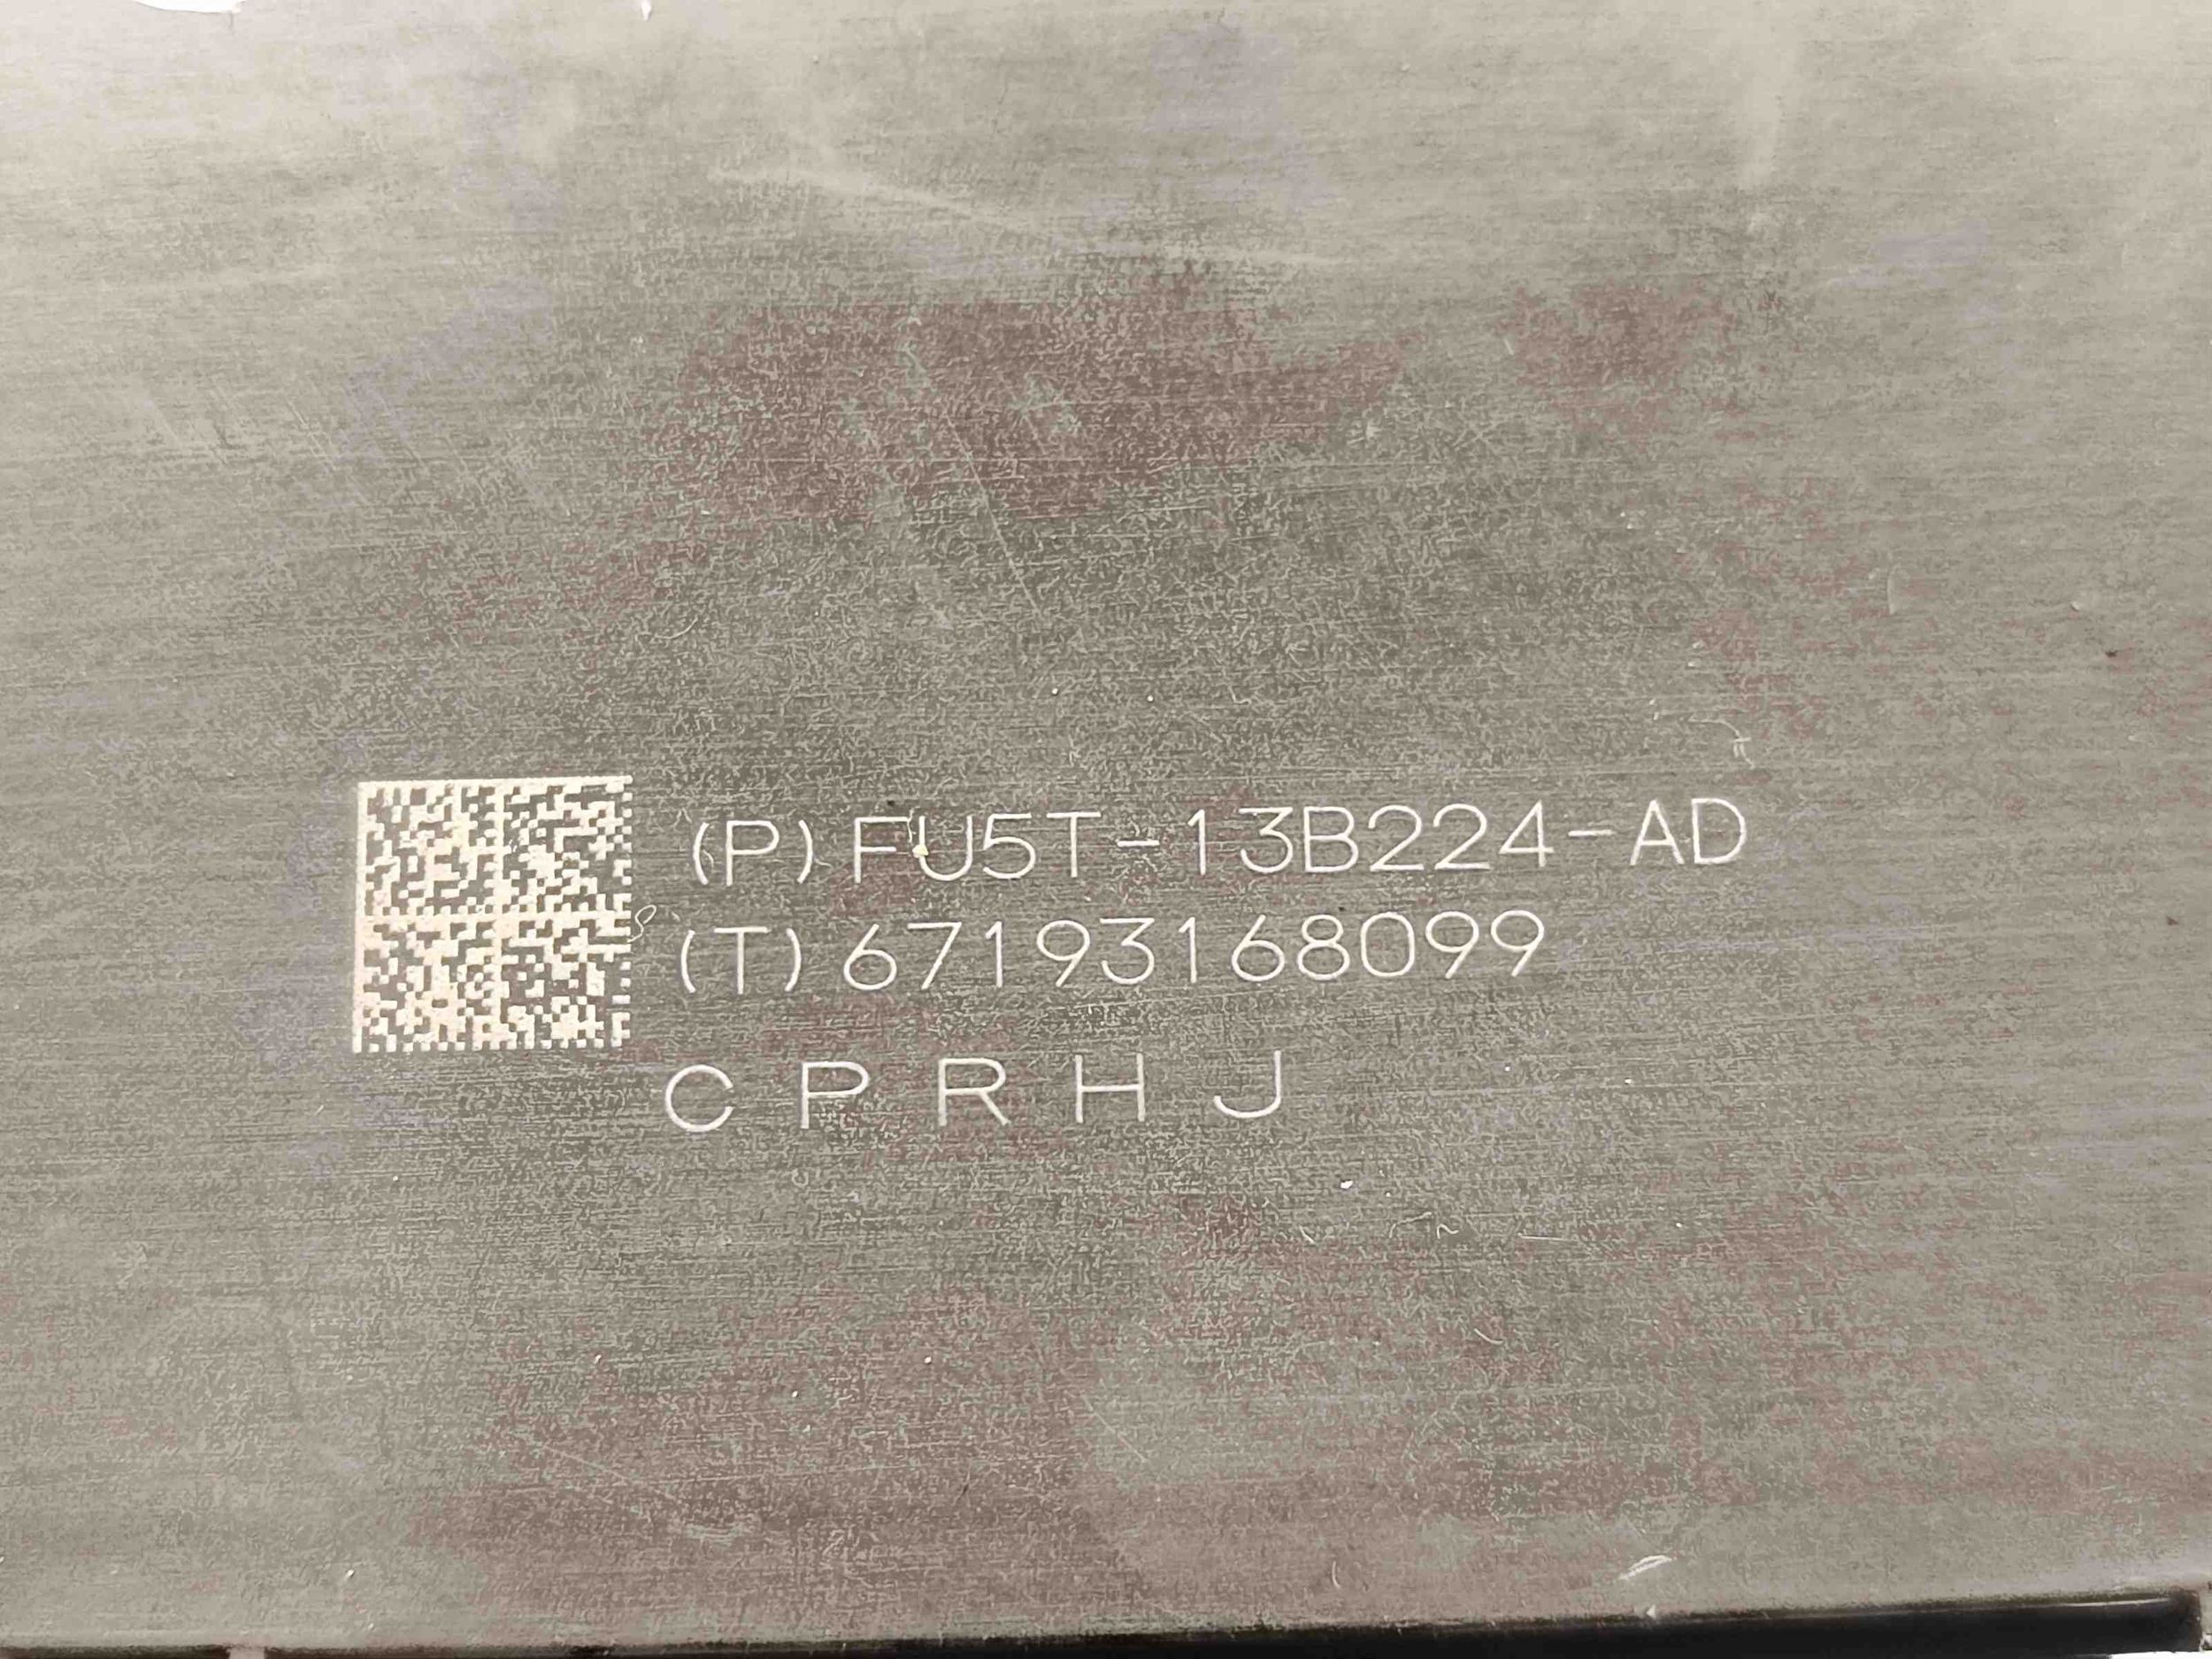 (P)FU5T-13B224-AD
(T)67193168099
C P R H J